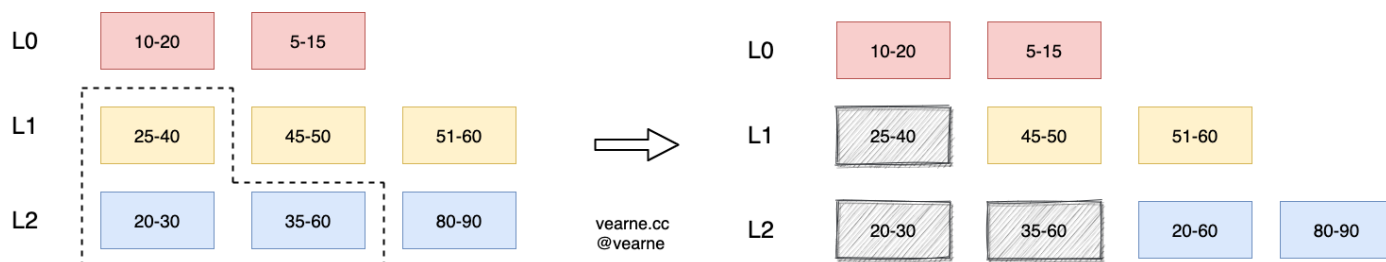 L0 10-20 5-15
L1 25-40 45-50 51-60
L2 20-30 35-60 80-90
vearne.cc
@vearne
L0 10-20 5-15
L1 25-40 45-50 51-60
L2 20-30 35-60 20-60 80-90